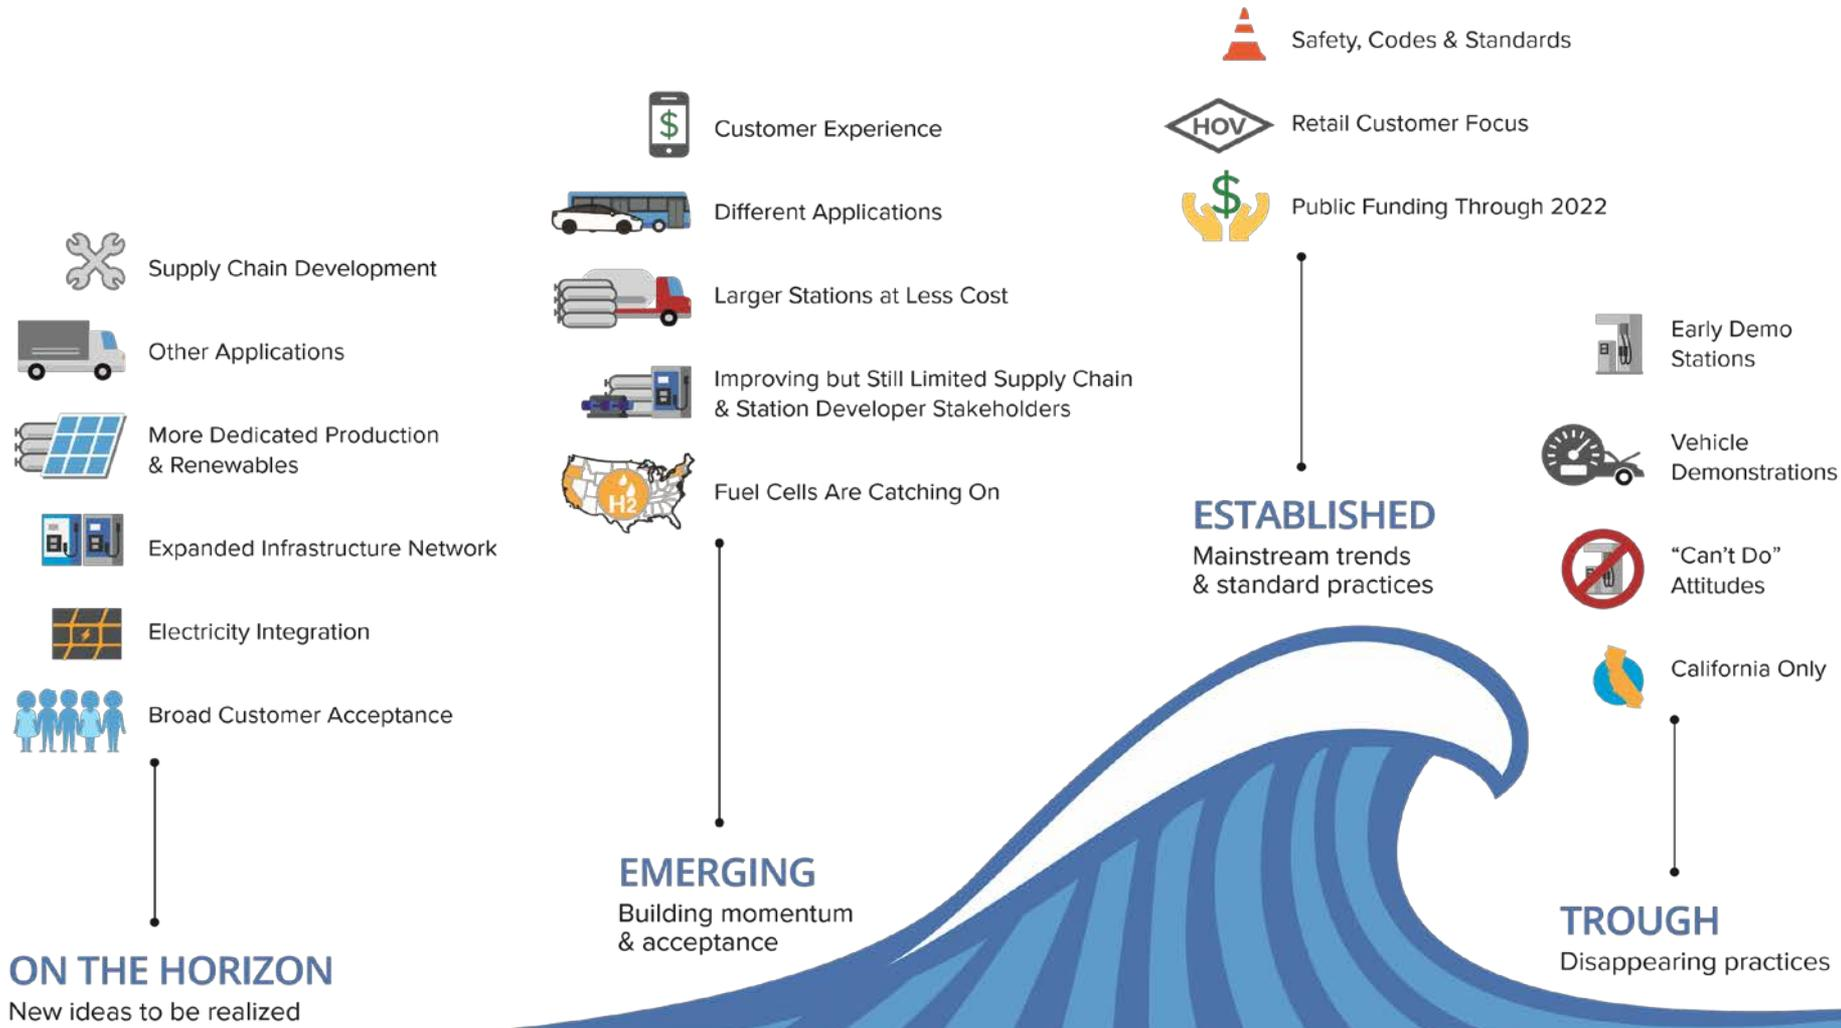 Supply Chain Development
Other Applications
More Dedicated Production
& Renewables
Expanded Infrastructure Network
Electricity Integration
Broad Customer Acceptance
ON THE HORIZON
New ideas to be realized
$
Customer Experience
Different Applications
Larger Stations at Less Cost
Improving but Still Limited Supply Chain
& Station Developer Stakeholders
H2
Fuel Cells Are Catching On
EMERGING
Building momentum
& acceptance
Safety, Codes & Standards
HOV
Retail Customer Focus
$
Public Funding Through 2022
ESTABLISHED
Mainstream trends
& standard practices
Early Demo
Stations
Vehicle
Demonstrations
“Can’t Do”
Attitudes
California Only
TROUGH
Disappearing practices